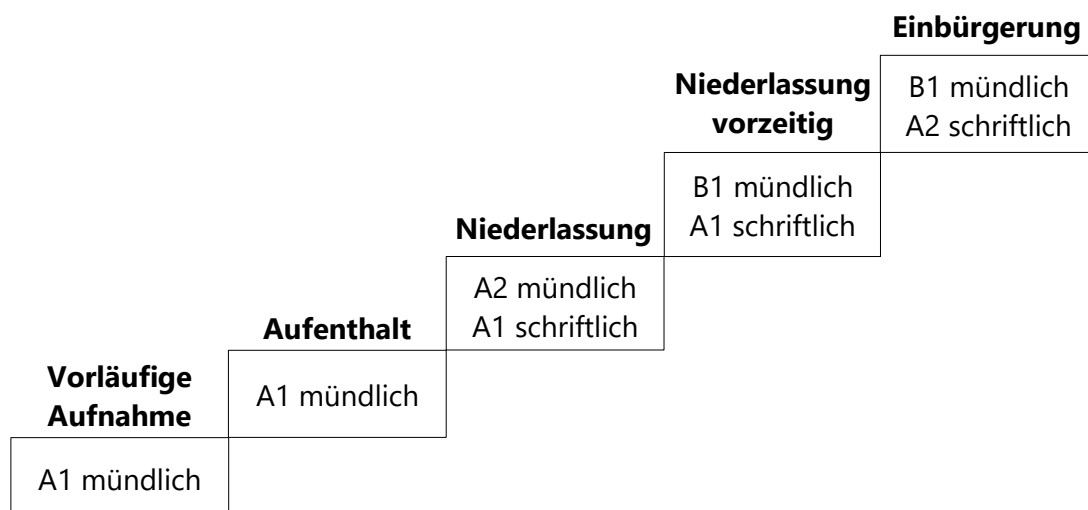 Einbürgerung
B1 mündlich
A2 schriftlich
Niederlassung
vorzeitig
B1 mündlich
A1 schriftlich
Niederlassung
A2 mündlich
A1 schriftlich
Aufenthalt
A1 mündlich
Vorläufige
Aufnahme
A1 mündlich